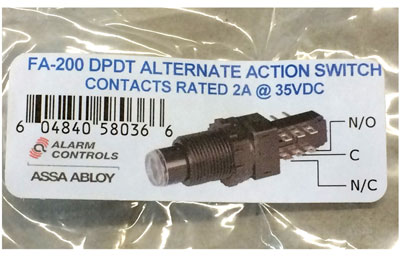 FA-200 DPDT ALTERNATE ACTION SWITCH
CONTACTS RATED 2A @ 35VDC
6 04840 58036 6
N/O
C
N/C
ALARM
CONTROLS
ASSA ABLOY